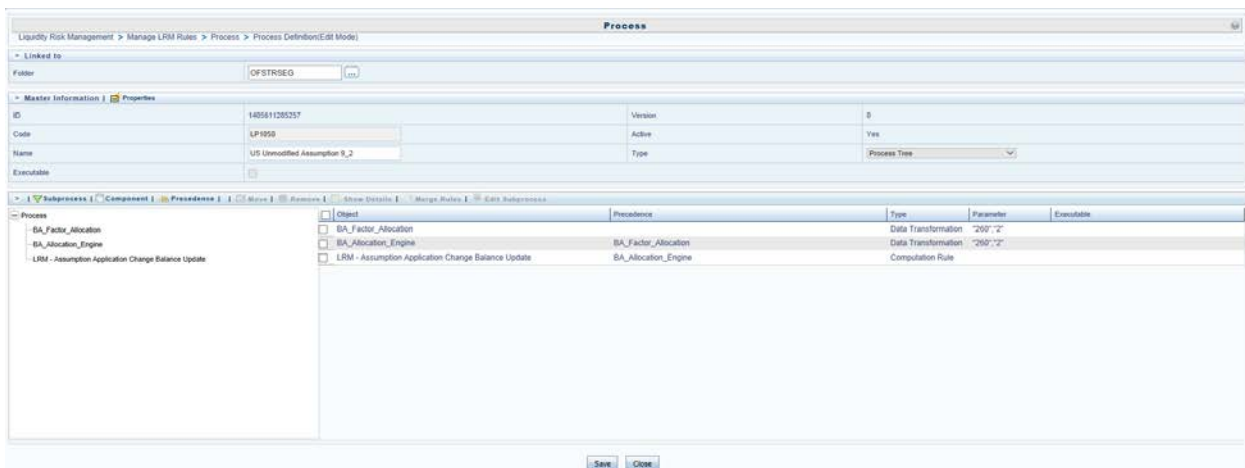 Process
Liquidity Risk Management > Manage LRM Rules > Process > Process Definition(Edit Mode)
Linked to
Folder OFSTRSEG ...
Master Information | Properties
ID 1405611285257 Version 0
Code LP1050 Active Yes
Name US Unmodified Assumption 9_2 Type Process Tree
Executable
| Subprocess | Component | Precedence | | Move | Remove | Show Details | Merge Rules | Edit Subprocess
Process
BA_Factor_Allocation
BA_Allocation_Engine
LRM - Assumption Application Change Balance Update
Object Precedence Type Parameter Executable
BA_Factor_Allocation Data Transformation "260","2"
BA_Allocation_Engine BA_Factor_Allocation Data Transformation "260","2"
LRM - Assumption Application Change Balance Update BA_Allocation_Engine Computation Rule
Save Close